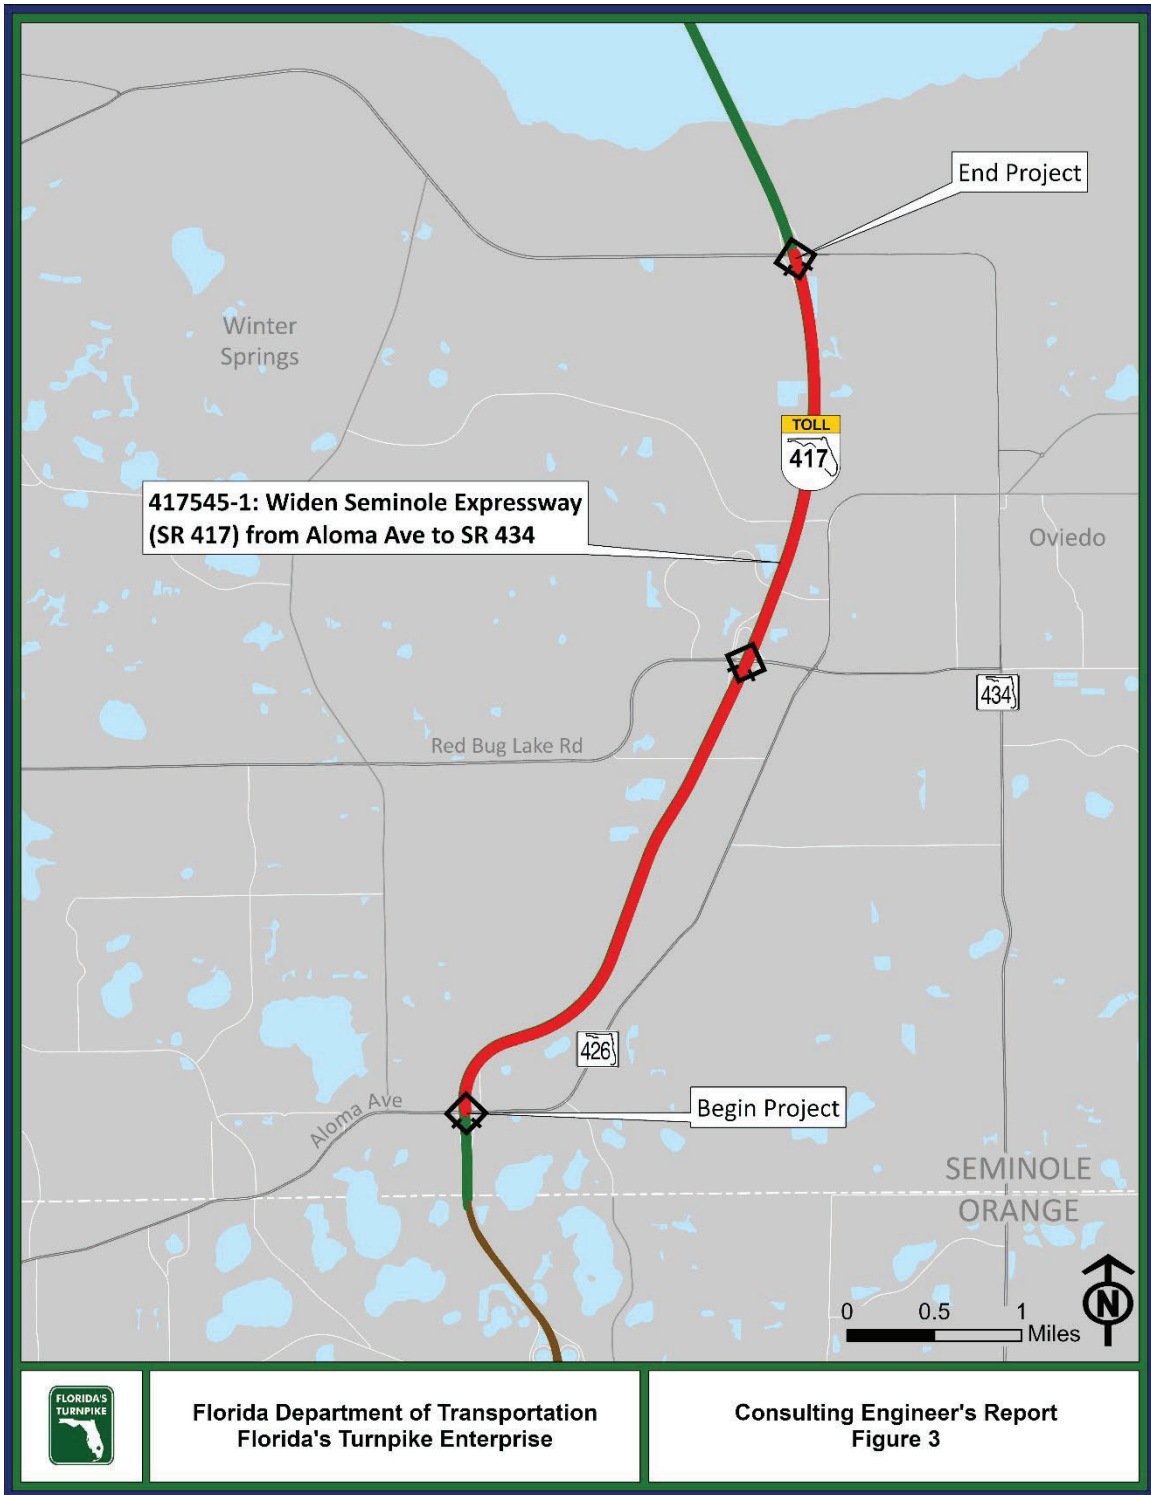 End Project
Winter
Springs
TOLL
417
417545-1: Widen Seminole Expressway
(SR 417) from Aloma Ave to SR 434
Oviedo
434
Red Bug Lake Rd
426
Begin Project
Aloma Ave
SEMINOLE
ORANGE
0 0.5 1
Miles
N
FLORIDA'S
TURNPIKE
Florida Department of Transportation
Florida's Turnpike Enterprise
Consulting Engineer's Report
Figure 3